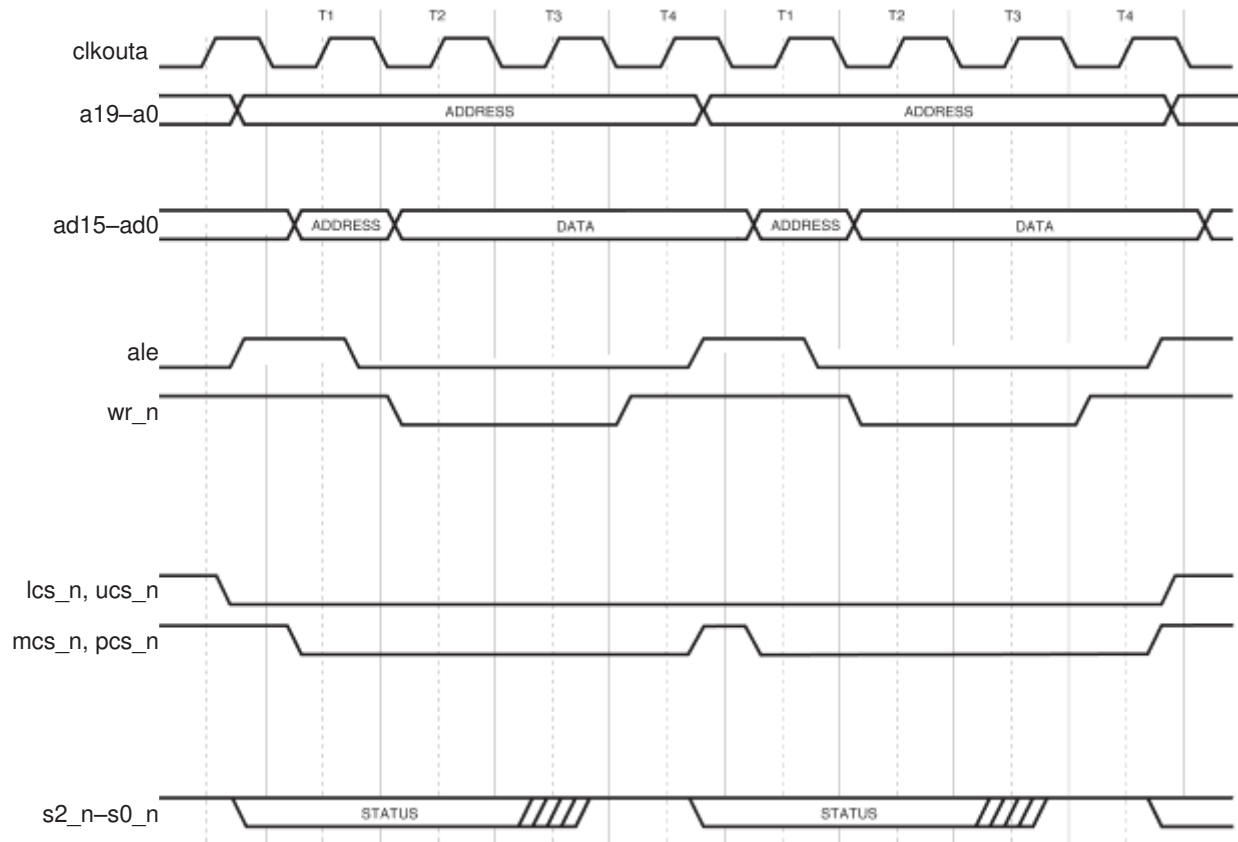 T1 T2 T3 T4 T1 T2 T3 T4
clkouta
a19–a0 ADDRESS ADDRESS
ad15–ad0 ADDRESS DATA ADDRESS DATA
ale
wr_n
lcs_n, ucs_n
mcs_n, pcs_n
s2_n–s0_n STATUS STATUS